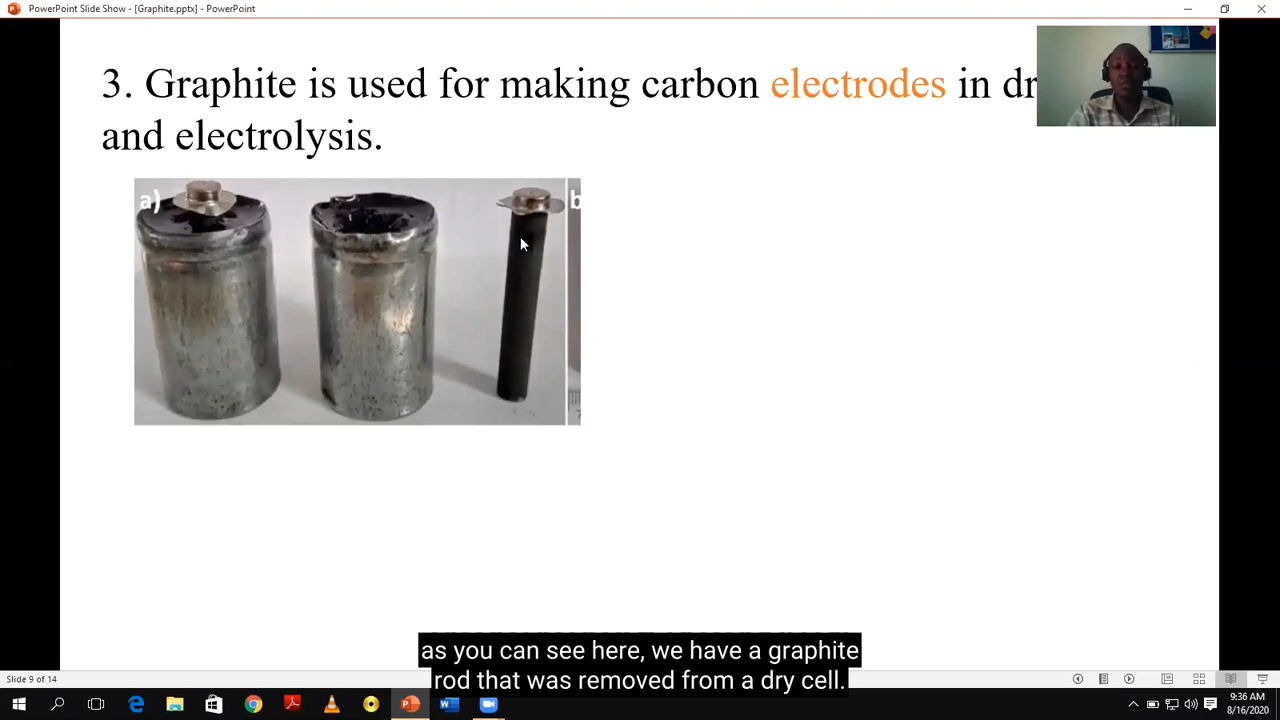 PowerPoint Slide Show - [Graphite.pptx] - PowerPoint
3. Graphite is used for making carbon electrodes in
and electrolysis.
a)
b
as you can see here, we have a graphite
rod that was removed from a dry cell.
Slide 9 of 14
9:36 AM
8/16/2020